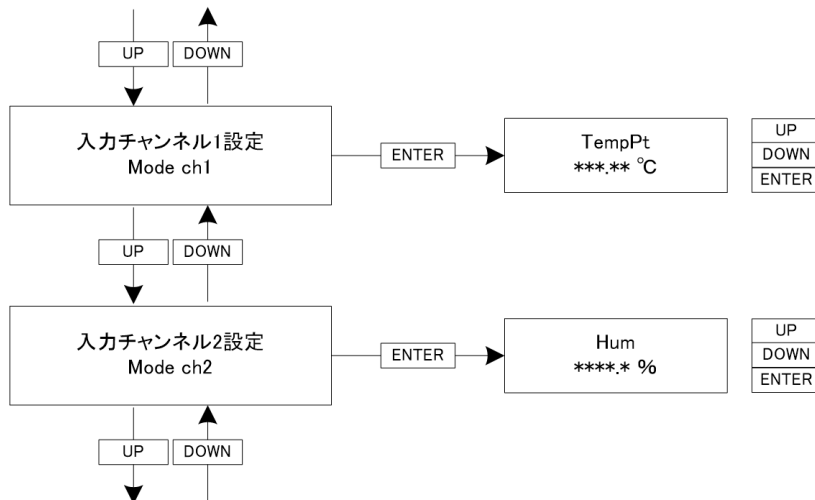 UP
DOWN
入力チャンネル1設定
Mode ch1
ENTER
TempPt
***.** ℃
UP
DOWN
ENTER
UP
DOWN
入力チャンネル2設定
Mode ch2
ENTER
Hum
****.* %
UP
DOWN
ENTER
UP
DOWN